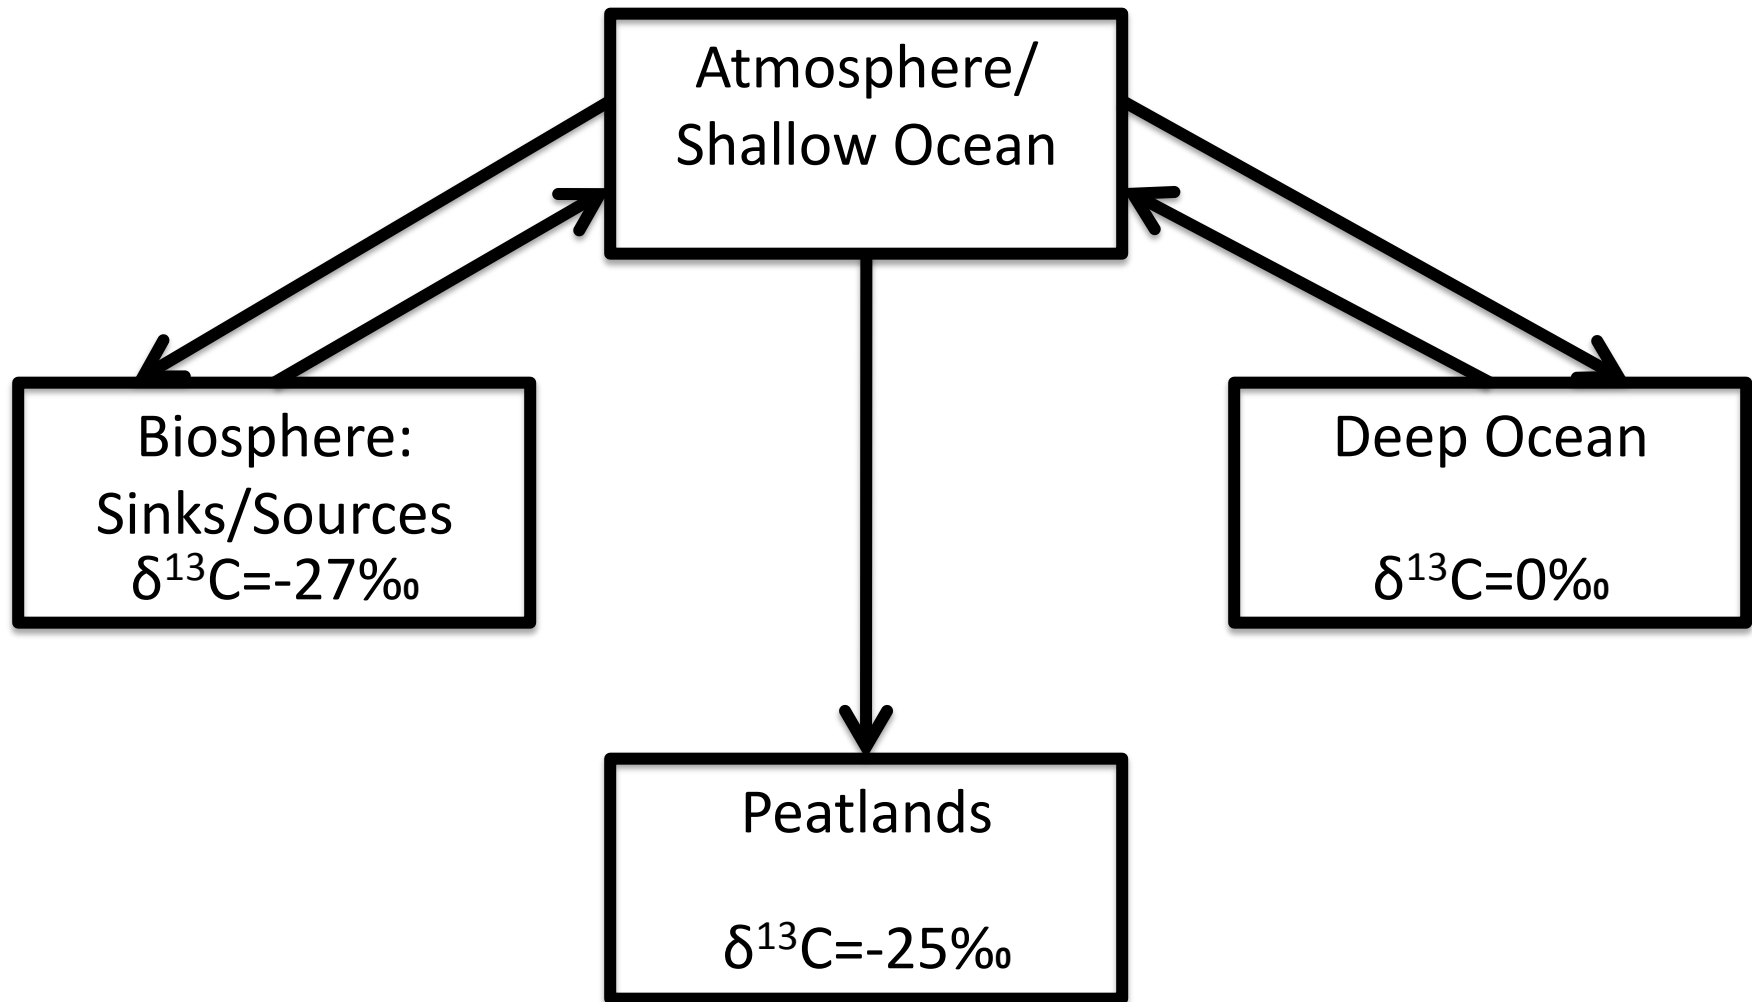 Atmosphere/
Shallow Ocean
Biosphere:
Sinks/Sources
δ¹³C=-27‰
Deep Ocean
δ¹³C=0‰
Peatlands
δ¹³C=-25‰